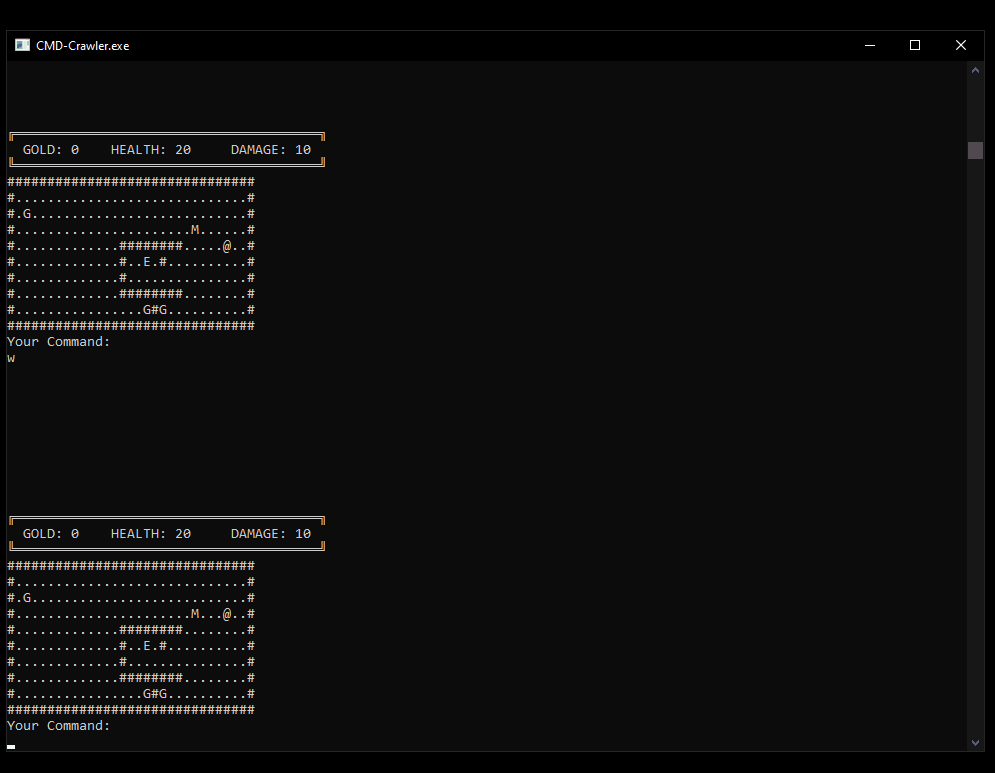 CMD-Crawler.exe
GOLD: 0    HEALTH: 20     DAMAGE: 10
###############################
#.............................#
#.G...........................#
#......................M......#
#.............########.....@..#
#.............#..E.#..........#
#.............#...............#
#.............########........#
#................G#G..........#
###############################
Your Command:
w
GOLD: 0    HEALTH: 20     DAMAGE: 10
###############################
#.............................#
#.G...........................#
#......................M...@..#
#.............########........#
#.............#..E.#..........#
#.............#...............#
#.............########........#
#................G#G..........#
###############################
Your Command: